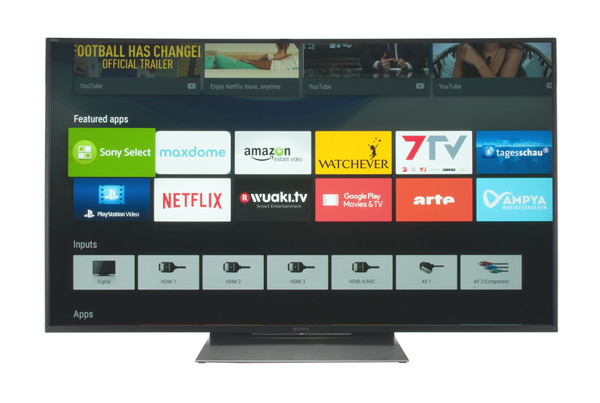 FOOTBALL HAS CHANGED
OFFICIAL TRAILER
YouTube
Enjoy Netflix more, anytime
YouTube
YouTube
Featured apps
Sony Select
maxdome
amazon
instant video
WATCHEVER
7TV
tagesschau
PlayStation Video
NETFLIX
wuaki.tv
Smart Entertainment
Google Play
Movies & TV
arte
AMPYA
Inputs
Digital
HDMI 1
HDMI 2
HDMI 3
HDMI 4/ARC
AV 1
AV 2/Component
Apps
SONY